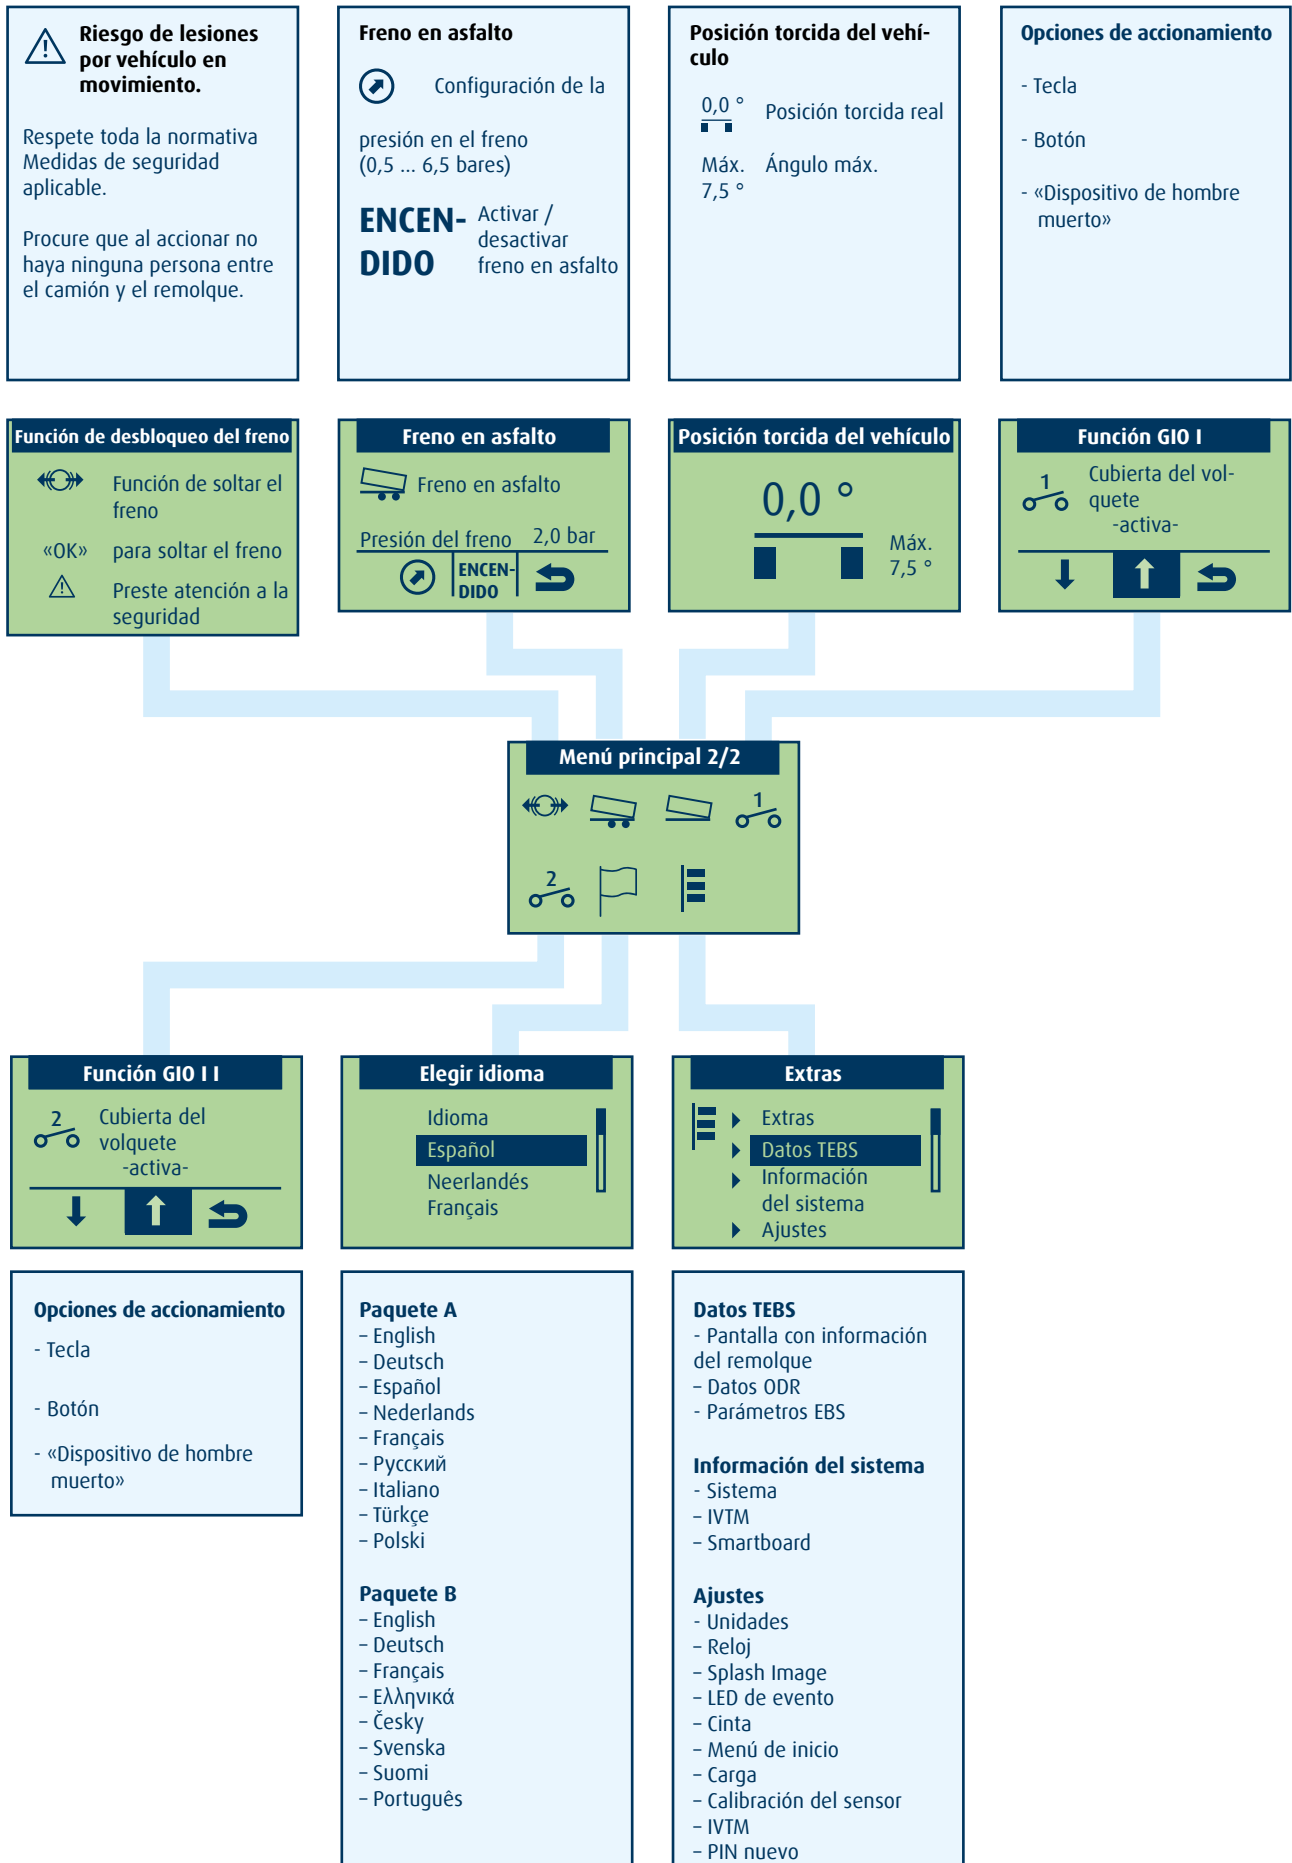 Riesgo de lesiones
por vehículo en
movimiento.
Respete toda la normativa
Medidas de seguridad
aplicable.
Procure que al accionar no
haya ninguna persona entre
el camión y el remolque.
Freno en asfalto
Configuración de la
presión en el freno
(0,5 ... 6,5 bares)
ENCEN-
DIDO
Activar /
desactivar
freno en asfalto
Posición torcida del vehí-
culo
0,0 ° Posición torcida real
Máx. Ángulo máx.
7,5 °
Opciones de accionamiento
- Tecla
- Botón
- «Dispositivo de hombre
muerto»
Función de desbloqueo del freno
Función de soltar el
freno
«OK» para soltar el freno
Preste atención a la
seguridad
Freno en asfalto
Freno en asfalto
Presión del freno 2,0 bar
ENCEN-
DIDO
Posición torcida del vehículo
0,0 °
Máx.
7,5 °
Función GIO I
1
Cubierta del vol-
quete
-activa-
Menú principal 2/2
1
2
Función GIO I I
2
Cubierta del
volquete
-activa-
Elegir idioma
Idioma
Español
Neerlandés
Français
Extras
Extras
Datos TEBS
Información
del sistema
Ajustes
Opciones de accionamiento
- Tecla
- Botón
- «Dispositivo de hombre
muerto»
Paquete A
– English
– Deutsch
– Español
– Nederlands
– Français
– Русский
– Italiano
– Türkçe
– Polski
Paquete B
– English
– Deutsch
– Français
– Ελληνικά
– Česky
– Svenska
– Suomi
– Português
Datos TEBS
- Pantalla con información
del remolque
– Datos ODR
- Parámetros EBS
Información del sistema
- Sistema
– IVTM
– Smartboard
Ajustes
- Unidades
– Reloj
– Splash Image
– LED de evento
– Cinta
– Menú de inicio
– Carga
– Calibración del sensor
– IVTM
– PIN nuevo